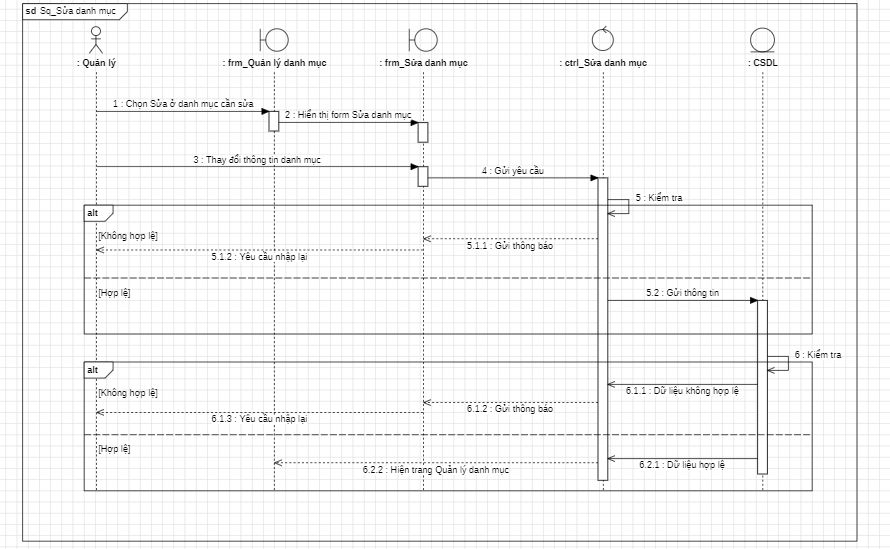 sd Sq_Sửa danh mục
: Quản lý
: frm_Quản lý danh mục
: frm_Sửa danh mục
: ctrl_Sửa danh mục
: CSDL
1 : Chọn Sửa ở danh mục cần sửa
2 : Hiển thị form Sửa danh mục
3 : Thay đổi thông tin danh mục
4 : Gửi yêu cầu
5 : Kiểm tra
alt
[Không hợp lệ]
5.1.1 : Gửi thông báo
5.1.2 : Yêu cầu nhập lại
[Hợp lệ]
5.2 : Gửi thông tin
6 : Kiểm tra
alt
[Không hợp lệ]
6.1.1 : Dữ liệu không hợp lệ
6.1.2 : Gửi thông báo
6.1.3 : Yêu cầu nhập lại
[Hợp lệ]
6.2.1 : Dữ liệu hợp lệ
6.2.2 : Hiện trang Quản lý danh mục